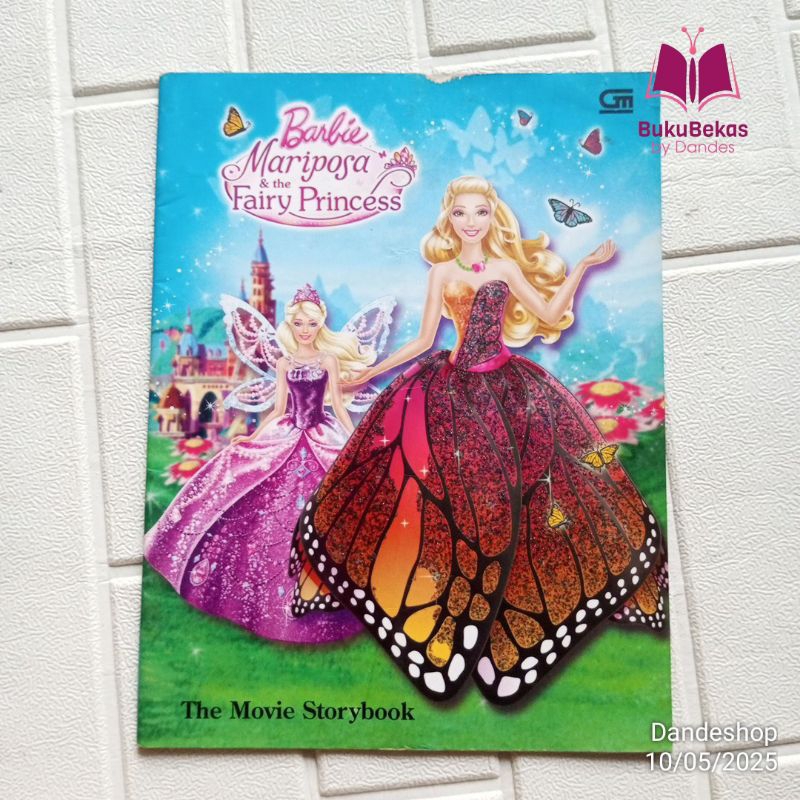 Barbie
Mariposa
& the
Fairy Princess
GM
BukuBekas
by Dandes
The Movie Storybook
Dandeshop
10/05/2025